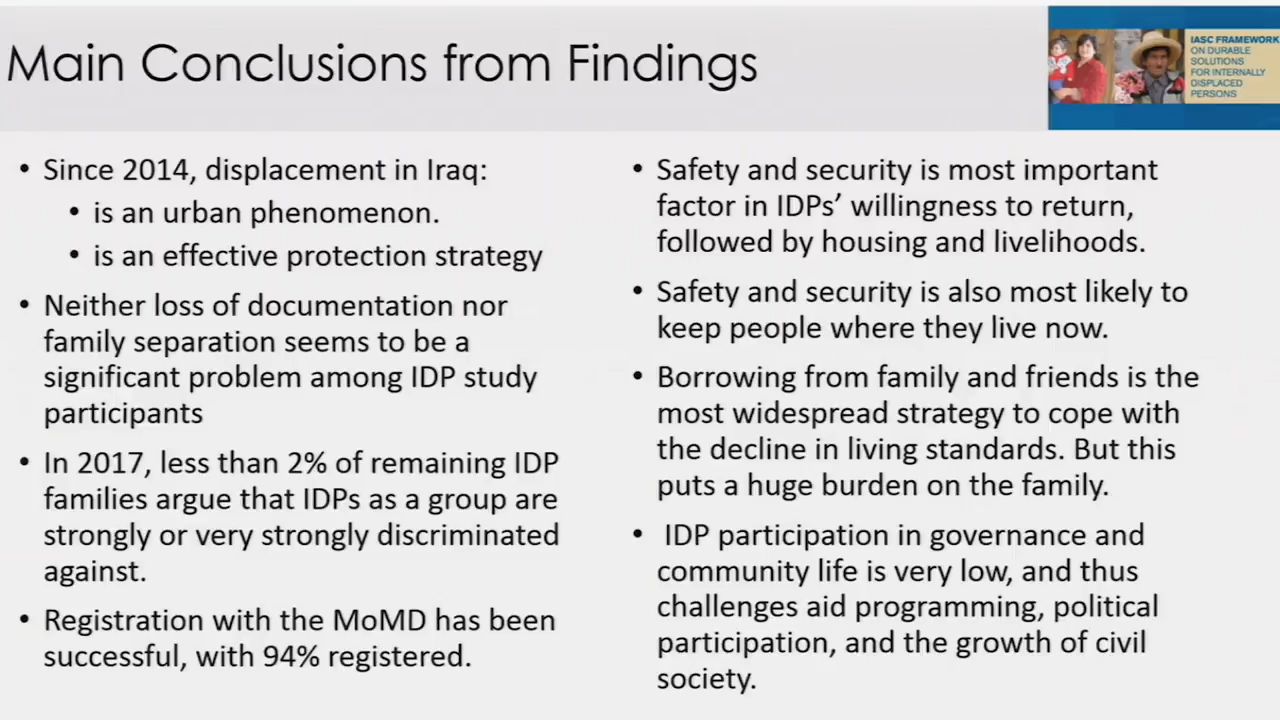 Main Conclusions from Findings
IASC FRAMEWORK
ON DURABLE
SOLUTIONS
FOR INTERNALLY
DISPLACED
PERSONS
• Since 2014, displacement in Iraq:
• is an urban phenomenon.
• is an effective protection strategy
• Neither loss of documentation nor
family separation seems to be a
significant problem among IDP study
participants
• In 2017, less than 2% of remaining IDP
families argue that IDPs as a group are
strongly or very strongly discriminated
against.
• Registration with the MoMD has been
successful, with 94% registered.
• Safety and security is most important
factor in IDPs’ willingness to return,
followed by housing and livelihoods.
• Safety and security is also most likely to
keep people where they live now.
• Borrowing from family and friends is the
most widespread strategy to cope with
the decline in living standards. But this
puts a huge burden on the family.
• IDP participation in governance and
community life is very low, and thus
challenges aid programming, political
participation, and the growth of civil
society.